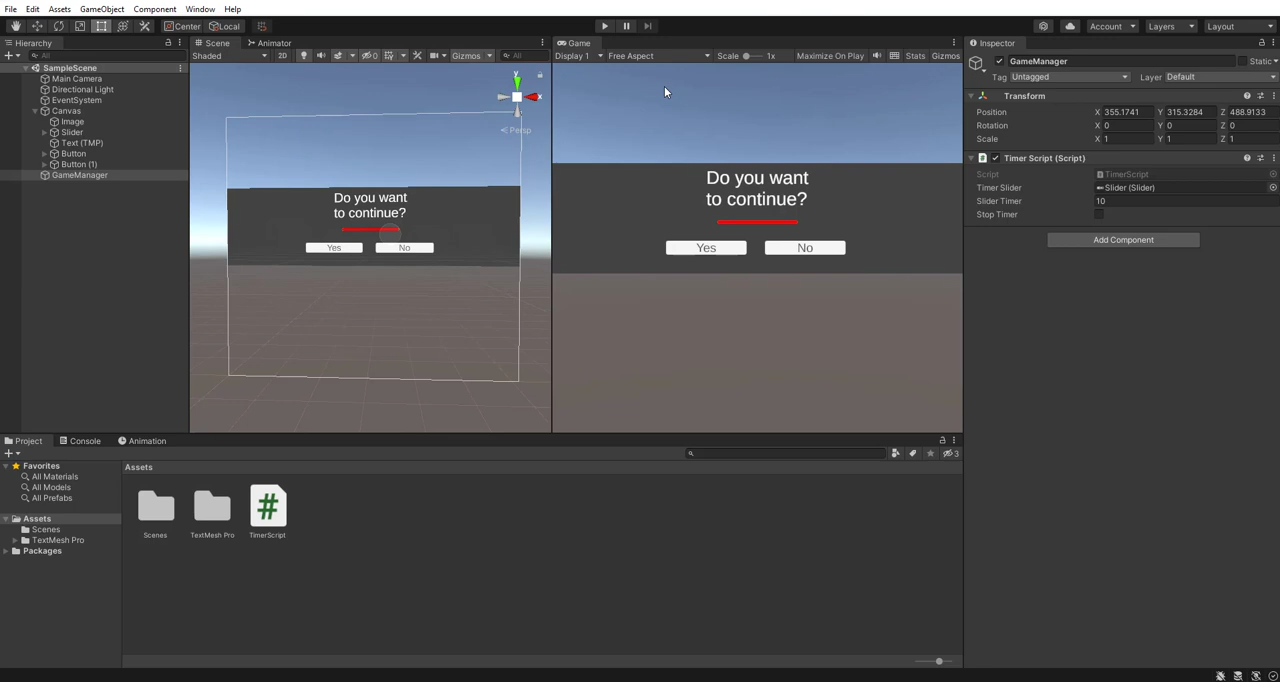 File Edit Assets GameObject Component Window Help
Center Local Account Layers Layout
Hierarchy Scene Animator Game Inspector
All
Shaded 2D Gizmos All
Display 1 Free Aspect Scale 1x Maximize On Play Stats Gizmos
SampleScene
Main Camera
Directional Light
EventSystem
Canvas
Image
Slider
Text (TMP)
Button
Button (1)
GameManager
y
x
Persp
Do you want
to continue?
Yes No
Do you want
to continue?
Yes No
GameManager Static
Tag Untagged Layer Default
Transform
Position X 355.1741 Y 315.3284 Z 488.9133
Rotation X 0 Y 0 Z 0
Scale X 1 Y 1 Z 1
# Timer Script (Script)
Script TimerScript
Timer Slider Slider (Slider)
Slider Timer 10
Stop Timer
Add Component
Project Console Animation
3
Favorites
All Materials
All Models
All Prefabs
Assets
Scenes
TextMesh Pro
Packages
Assets
#
Scenes TextMesh Pro TimerScript